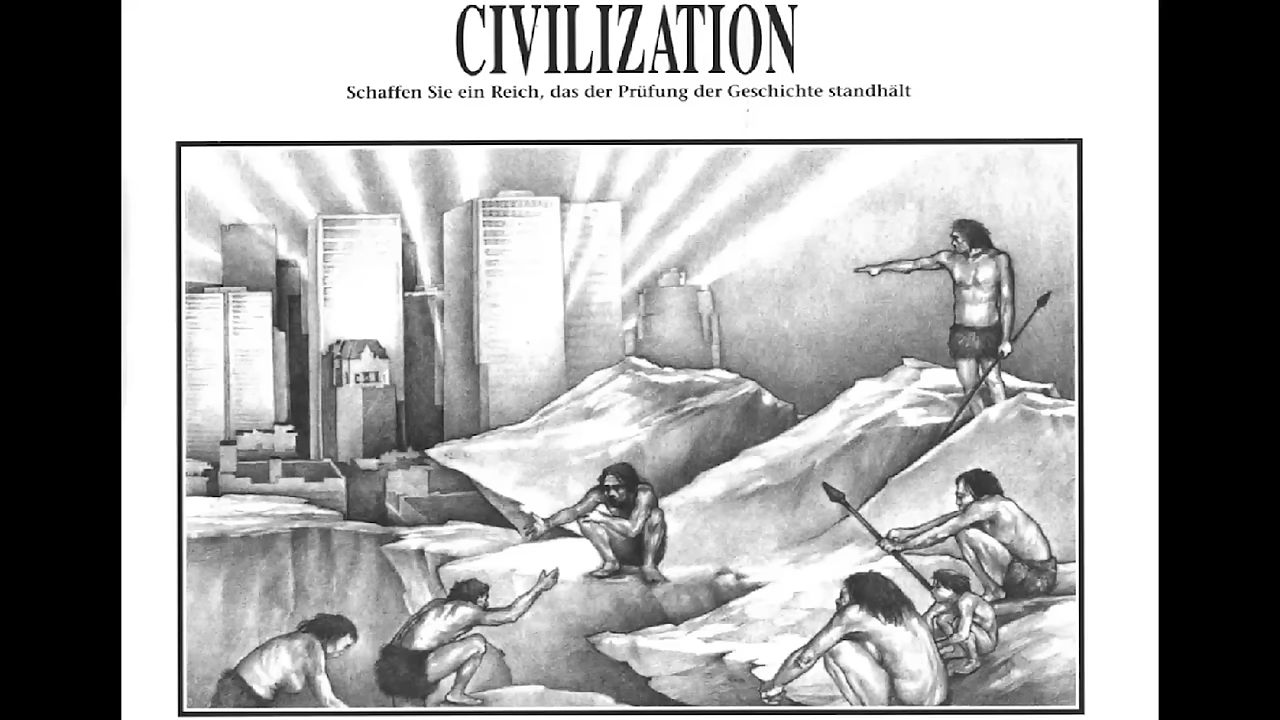 CIVILIZATION
Schaffen Sie ein Reich, das der Prüfung der Geschichte standhält